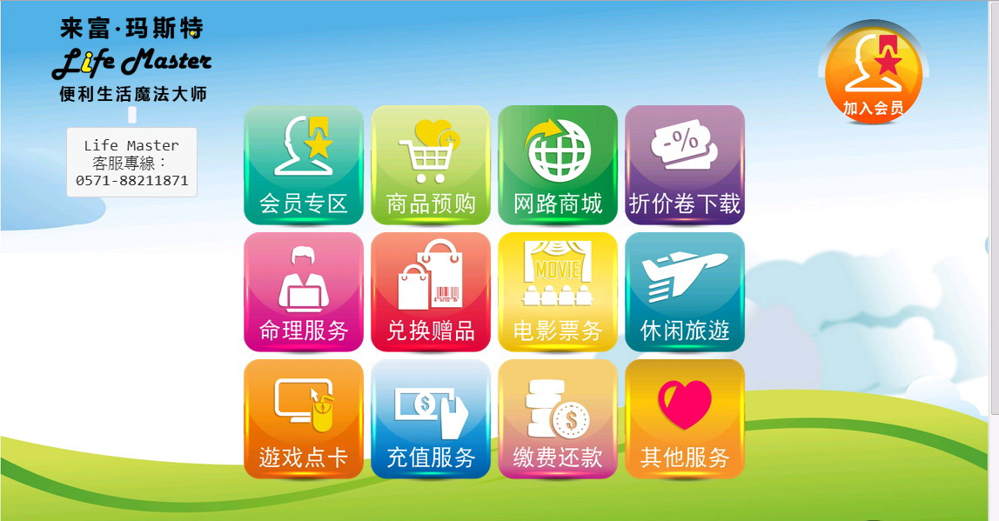 来富·玛斯特
Life Master
便利生活魔法大师
Life Master
客服專線：
0571-88211871
加入会员
会员专区
商品预购
网路商城
-%
折价卷下载
命理服务
兑换赠品
MOVIE
电影票务
休闲旅遊
遊戏点卡
$
充值服务
$
缴费还款
其他服务